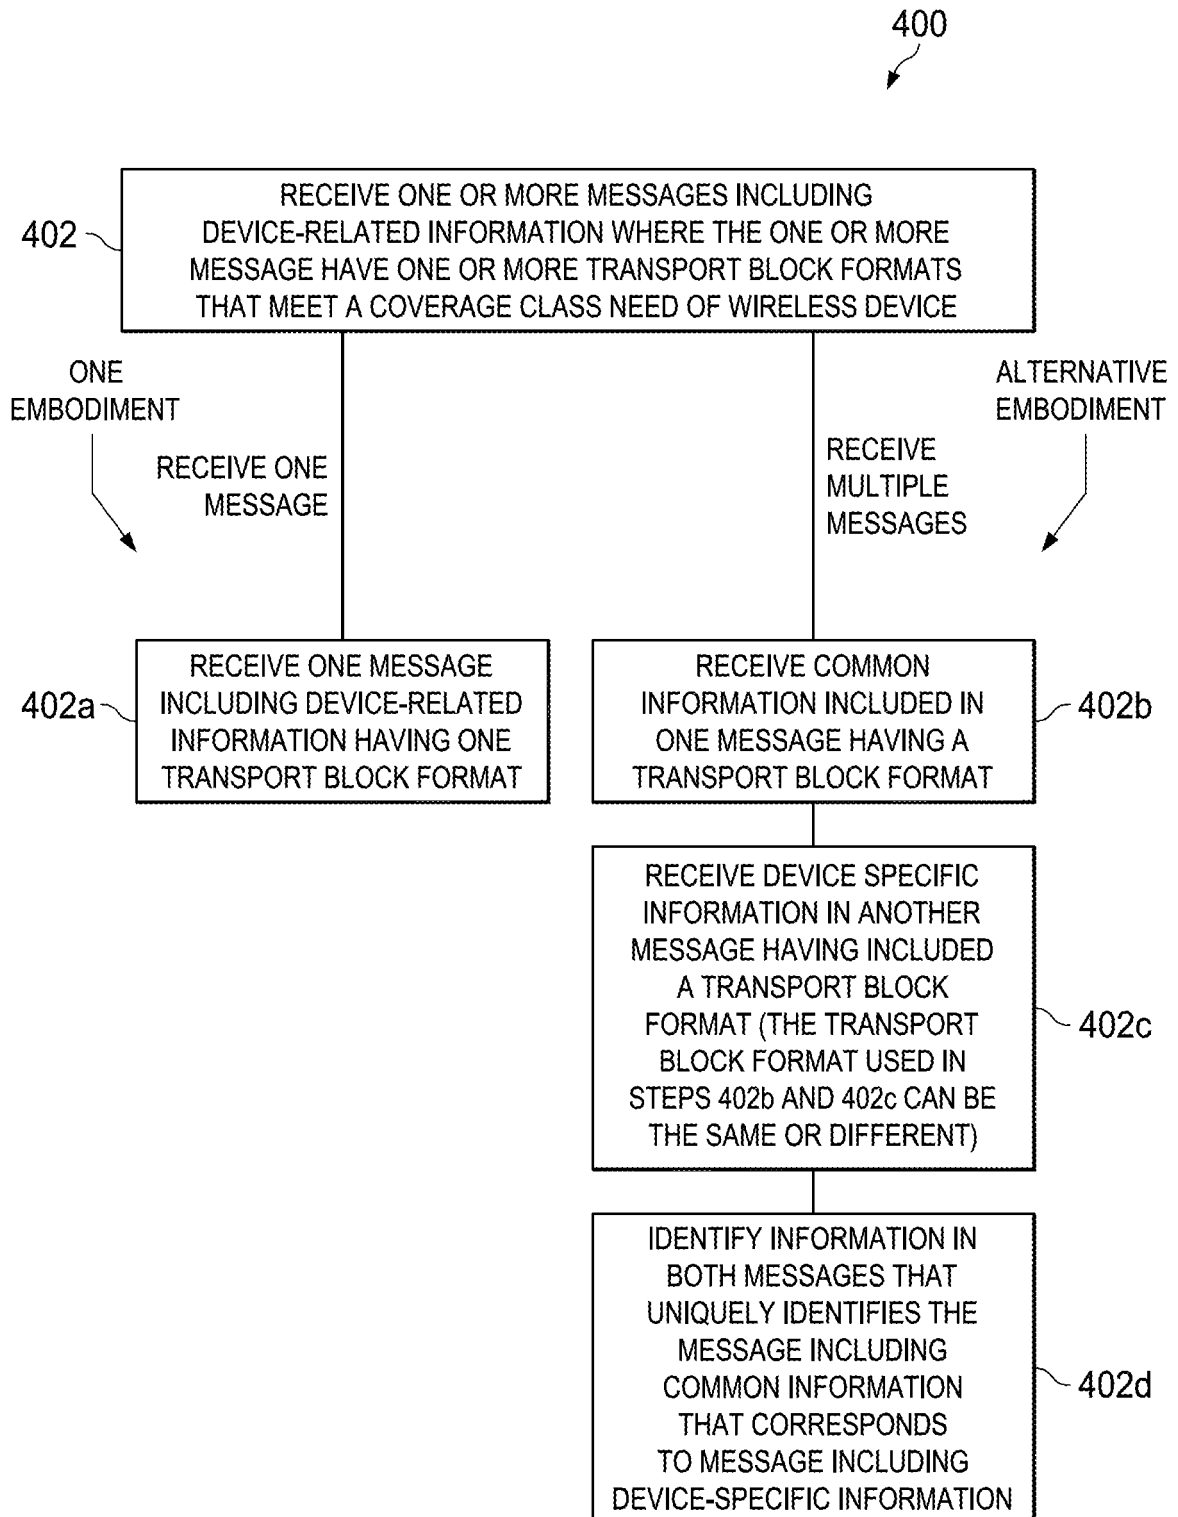 400
402
RECEIVE ONE OR MORE MESSAGES INCLUDING
DEVICE-RELATED INFORMATION WHERE THE ONE OR MORE
MESSAGE HAVE ONE OR MORE TRANSPORT BLOCK FORMATS
THAT MEET A COVERAGE CLASS NEED OF WIRELESS DEVICE
ONE
EMBODIMENT
RECEIVE ONE
MESSAGE
RECEIVE
MULTIPLE
MESSAGES
ALTERNATIVE
EMBODIMENT
402a
RECEIVE ONE MESSAGE
INCLUDING DEVICE-RELATED
INFORMATION HAVING ONE
TRANSPORT BLOCK FORMAT
RECEIVE COMMON
INFORMATION INCLUDED IN
ONE MESSAGE HAVING A
TRANSPORT BLOCK FORMAT
402b
RECEIVE DEVICE SPECIFIC
INFORMATION IN ANOTHER
MESSAGE HAVING INCLUDED
A TRANSPORT BLOCK
FORMAT (THE TRANSPORT
BLOCK FORMAT USED IN
STEPS 402b AND 402c CAN BE
THE SAME OR DIFFERENT)
402c
IDENTIFY INFORMATION IN
BOTH MESSAGES THAT
UNIQUELY IDENTIFIES THE
MESSAGE INCLUDING
COMMON INFORMATION
THAT CORRESPONDS
TO MESSAGE INCLUDING
DEVICE-SPECIFIC INFORMATION
402d